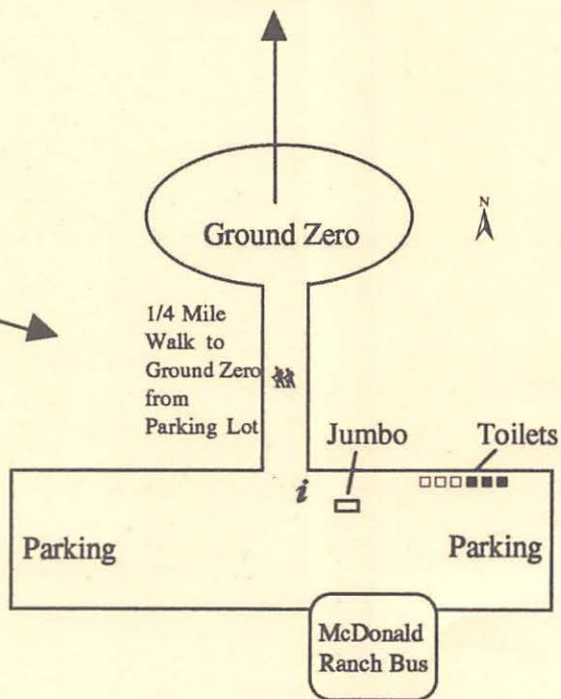 Ground Zero
N
1/4 Mile
Walk to
Ground Zero
from
Parking Lot
Jumbo
Toilets
i
Parking
Parking
McDonald
Ranch Bus